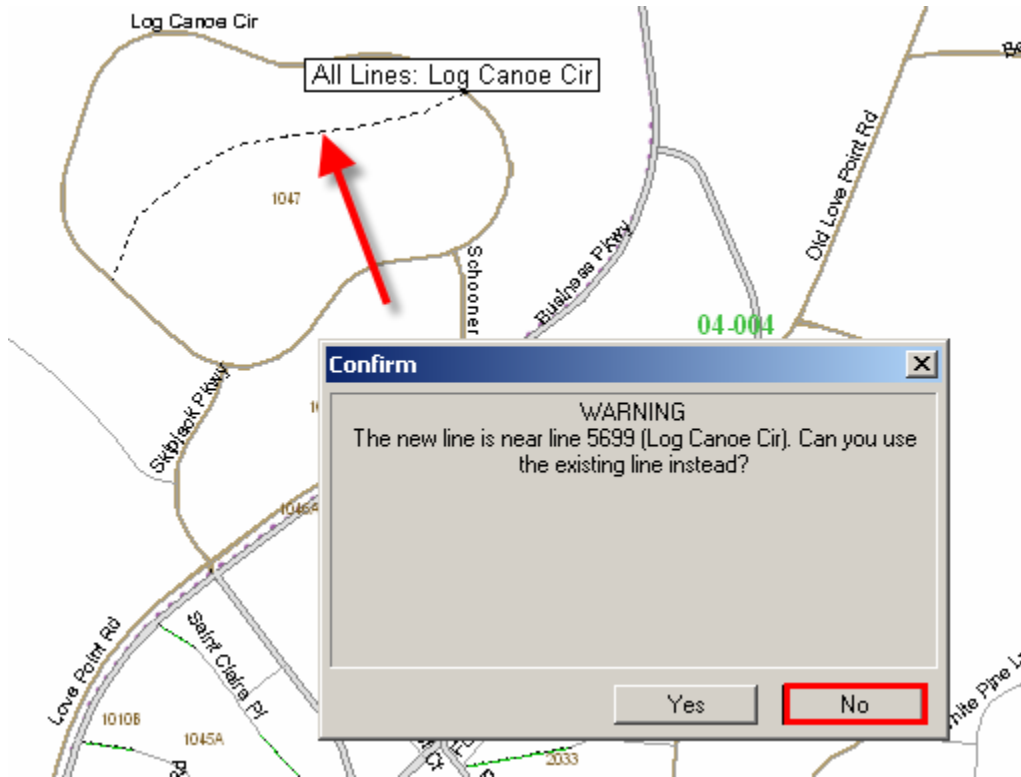 Log Canoe Cir
All Lines: Log Canoe Cir
Old Love Point Rd
1047
Schooner
Business Pkwy
04-004
Skipjack Pkwy
1046A
Confirm
WARNING
The new line is near line 5699 (Log Canoe Cir). Can you use
the existing line instead?
Yes
No
Love Point Rd
Saint Claire Pl
1010B
1045A
2033
Ct